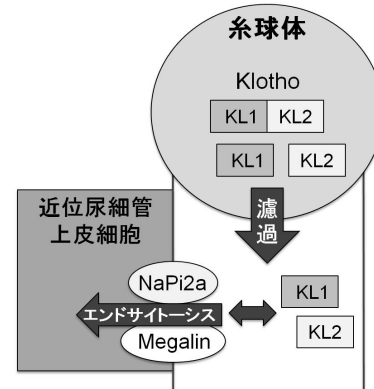 糸球体
Klotho
KL1 KL2
KL1 KL2
濾過
近位尿細管
上皮細胞
NaPi2a
エンドサイトーシス
Megalin
KL1
KL2